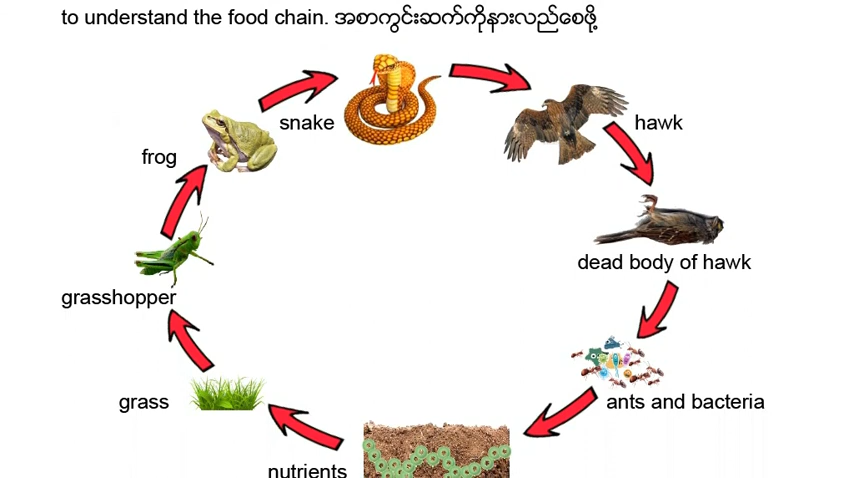 to understand the food chain. အစာကွင်းဆက်ကိုနားလည်စေဖို့
snake
hawk
frog
dead body of hawk
grasshopper
grass
ants and bacteria
nutrients